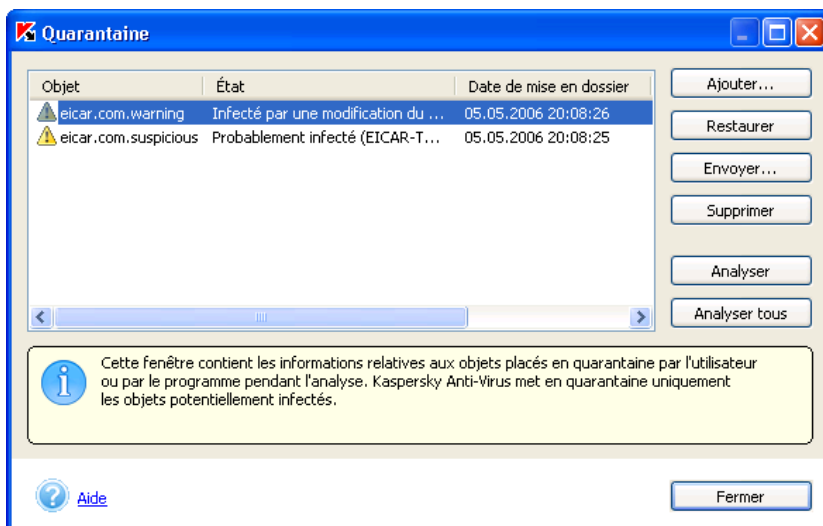 Quarantaine
Objet État Date de mise en dossier
eicar.com.warning Infecté par une modification du ... 05.05.2006 20:08:26
eicar.com.suspicious Probablement infecté (EICAR-T... 05.05.2006 20:08:25
Ajouter...
Restaurer
Envoyer...
Supprimer
Analyser
Analyser tous
Cette fenêtre contient les informations relatives aux objets placés en quarantaine par l'utilisateur
ou par le programme pendant l'analyse. Kaspersky Anti-Virus met en quarantaine uniquement
les objets potentiellement infectés.
Aide
Fermer